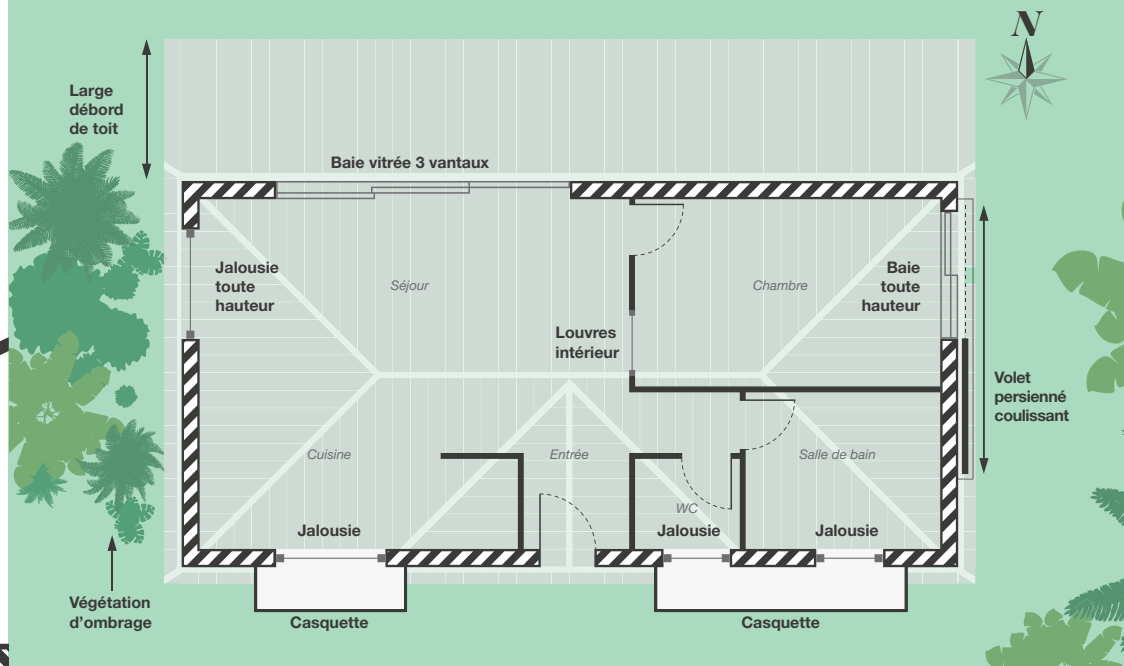 N
Large
débord
de toit
Baie vitrée 3 vantaux
Jalousie
toute
hauteur
Séjour
Chambre
Baie
toute
hauteur
Louvres
intérieur
Volet
persienné
coulissant
Cuisine
Entrée
Salle de bain
WC
Jalousie
Jalousie
Jalousie
Végétation
d'ombrage
Casquette
Casquette